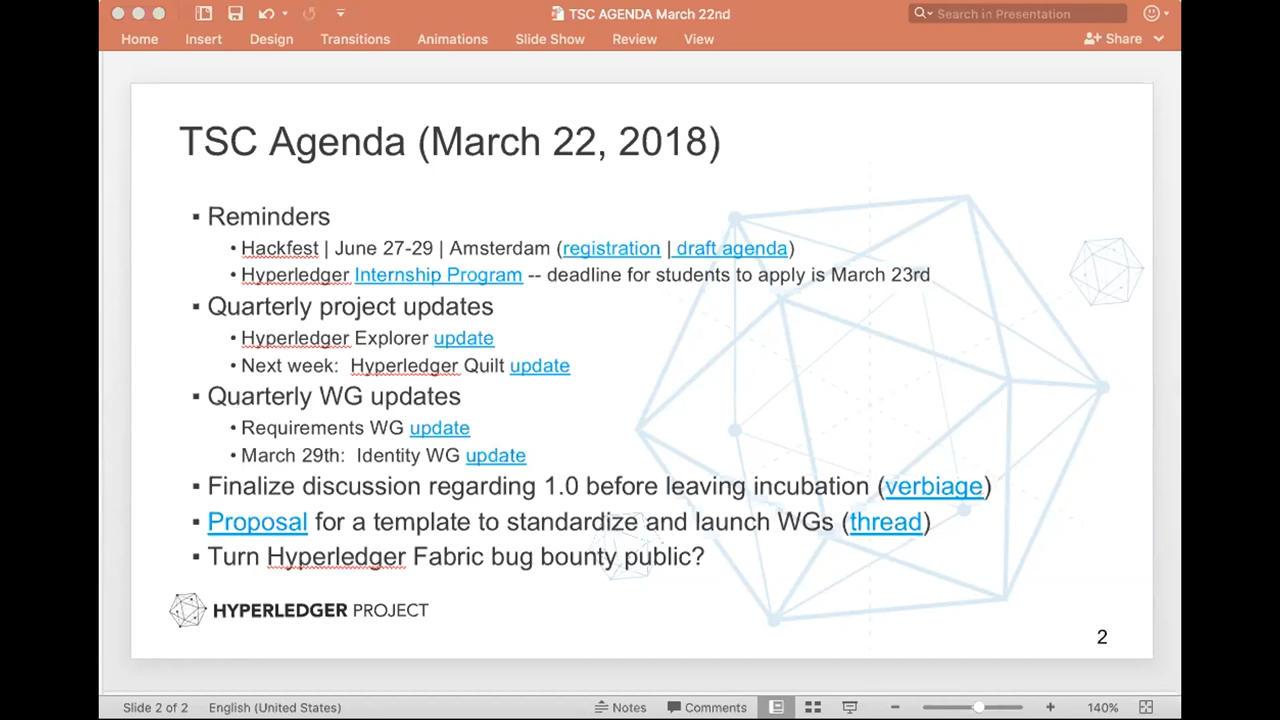 TSC AGENDA March 22nd
Search in Presentation
Home Insert Design Transitions Animations Slide Show Review View Share
TSC Agenda (March 22, 2018)
▪ Reminders
• Hackfest | June 27-29 | Amsterdam (registration | draft agenda)
• Hyperledger Internship Program -- deadline for students to apply is March 23rd
▪ Quarterly project updates
• Hyperledger Explorer update
• Next week: Hyperledger Quilt update
▪ Quarterly WG updates
• Requirements WG update
• March 29th: Identity WG update
▪ Finalize discussion regarding 1.0 before leaving incubation (verbiage)
▪ Proposal for a template to standardize and launch WGs (thread)
▪ Turn Hyperledger Fabric bug bounty public?
HYPERLEDGER PROJECT
2
Slide 2 of 2 English (United States) Notes Comments 140%